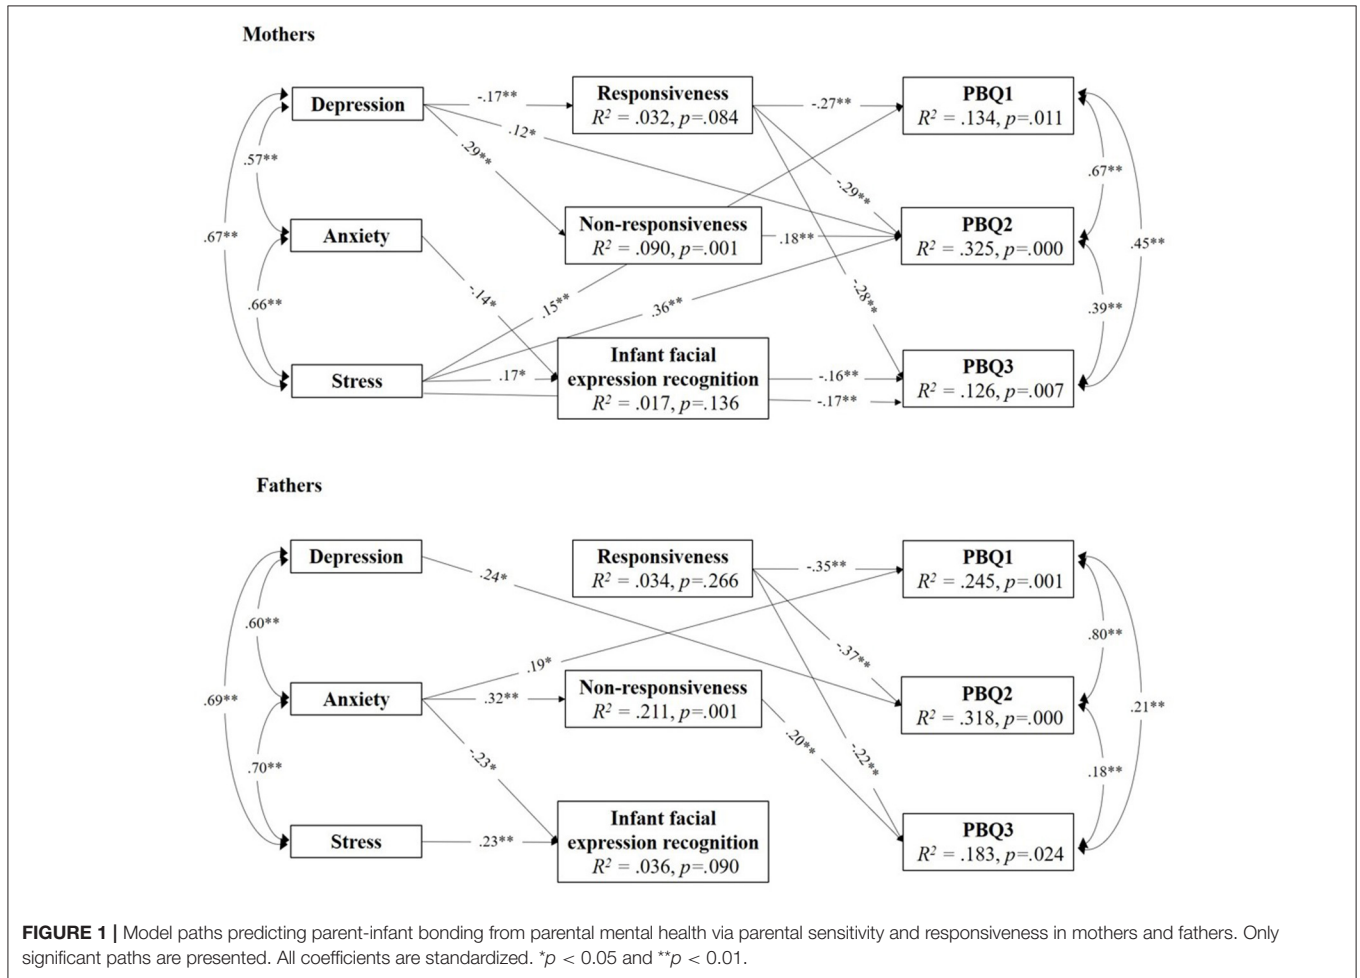 Mothers
Depression
Responsiveness
R² = .032, p=.084
PBQ1
R² = .134, p=.011
-.17**
-.27**
.12*
.57**
.29**
.67**
-.29**
Anxiety
Non-responsiveness
R² = .090, p=.001
PBQ2
R² = .325, p=.000
.67**
.18**
.45**
-.14*
.66**
.15**
.36**
-.28**
.39**
Stress
Infant facial
expression recognition
R² = .017, p=.136
PBQ3
R² = .126, p=.007
.17*
-.16**
-.17**
Fathers
Depression
Responsiveness
R² = .034, p=.266
PBQ1
R² = .245, p=.001
-.35**
.24*
.60**
.80**
-.37**
.19*
Anxiety
Non-responsiveness
R² = .211, p=.001
PBQ2
R² = .318, p=.000
.69**
.32**
.21**
.20**
-.22**
-.23*
.70**
.18**
Stress
Infant facial
expression recognition
R² = .036, p=.090
PBQ3
R² = .183, p=.024
.23**
FIGURE 1 | Model paths predicting parent-infant bonding from parental mental health via parental sensitivity and responsiveness in mothers and fathers. Only
significant paths are presented. All coefficients are standardized. *p < 0.05 and **p < 0.01.